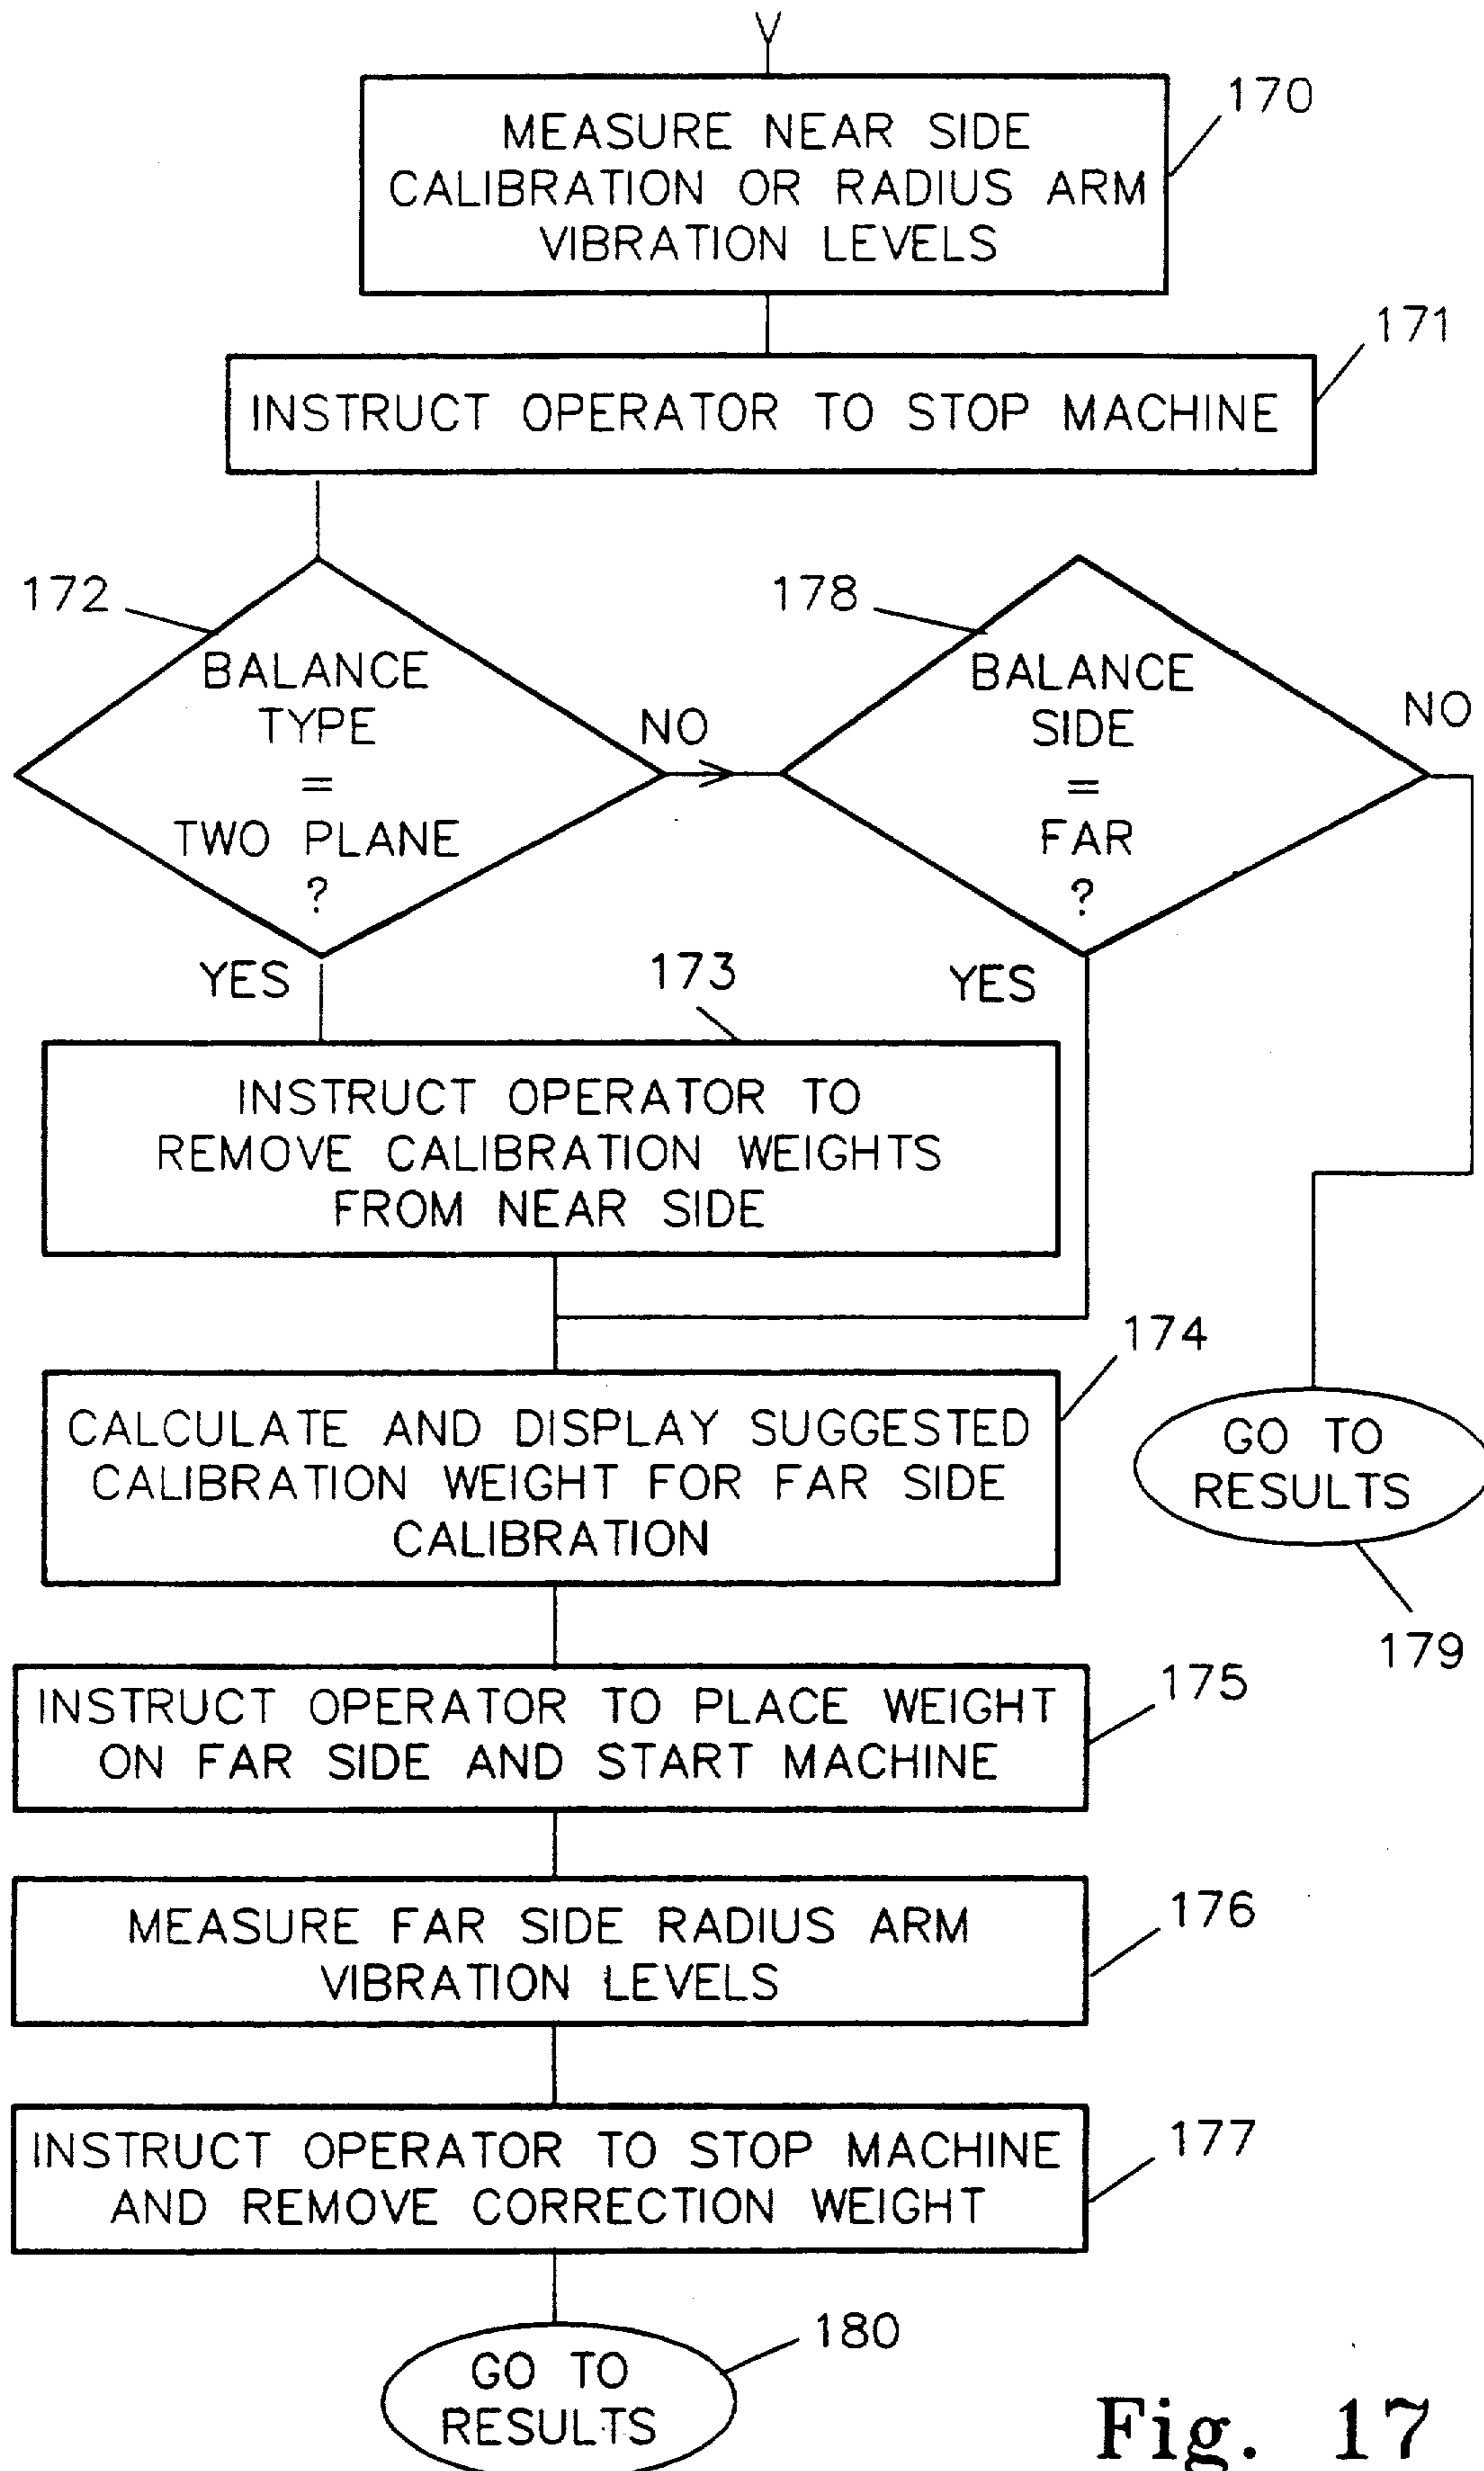 170
MEASURE NEAR SIDE
CALIBRATION OR RADIUS ARM
VIBRATION LEVELS
171
INSTRUCT OPERATOR TO STOP MACHINE
172
BALANCE
TYPE
=
TWO PLANE
?
NO
178
BALANCE
SIDE
=
FAR
?
NO
YES
173
YES
INSTRUCT OPERATOR TO
REMOVE CALIBRATION WEIGHTS
FROM NEAR SIDE
174
CALCULATE AND DISPLAY SUGGESTED
CALIBRATION WEIGHT FOR FAR SIDE
CALIBRATION
GO TO
RESULTS
179
175
INSTRUCT OPERATOR TO PLACE WEIGHT
ON FAR SIDE AND START MACHINE
176
MEASURE FAR SIDE RADIUS ARM
VIBRATION LEVELS
177
INSTRUCT OPERATOR TO STOP MACHINE
AND REMOVE CORRECTION WEIGHT
180
GO TO
RESULTS
Fig. 17